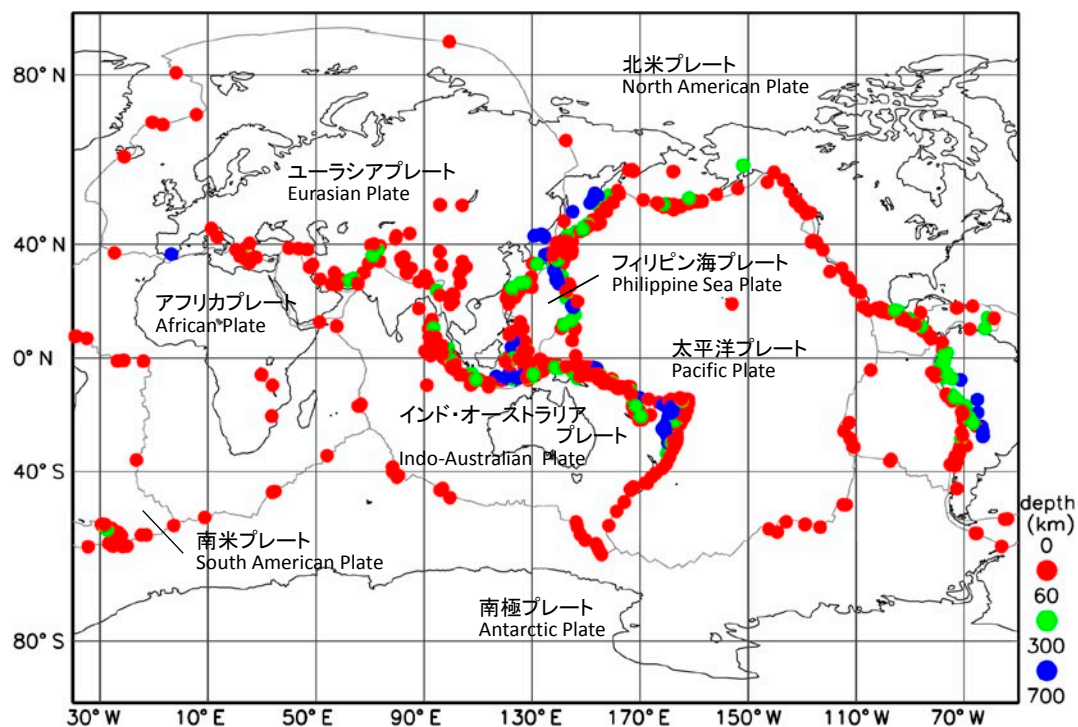 80° N
北米プレート
North American Plate
ユーラシアプレート
Eurasian Plate
40° N
フィリピン海プレート
Philippine Sea Plate
アフリカプレート
African Plate
太平洋プレート
Pacific Plate
0° N
インド・オーストラリア
プレート
Indo-Australian Plate
40° S
南米プレート
South American Plate
南極プレート
Antarctic Plate
80° S
depth
(km)
0
60
300
700
30° W
10° E
50° E
90° E
130° E
170° E
150° W
110° W
70° W